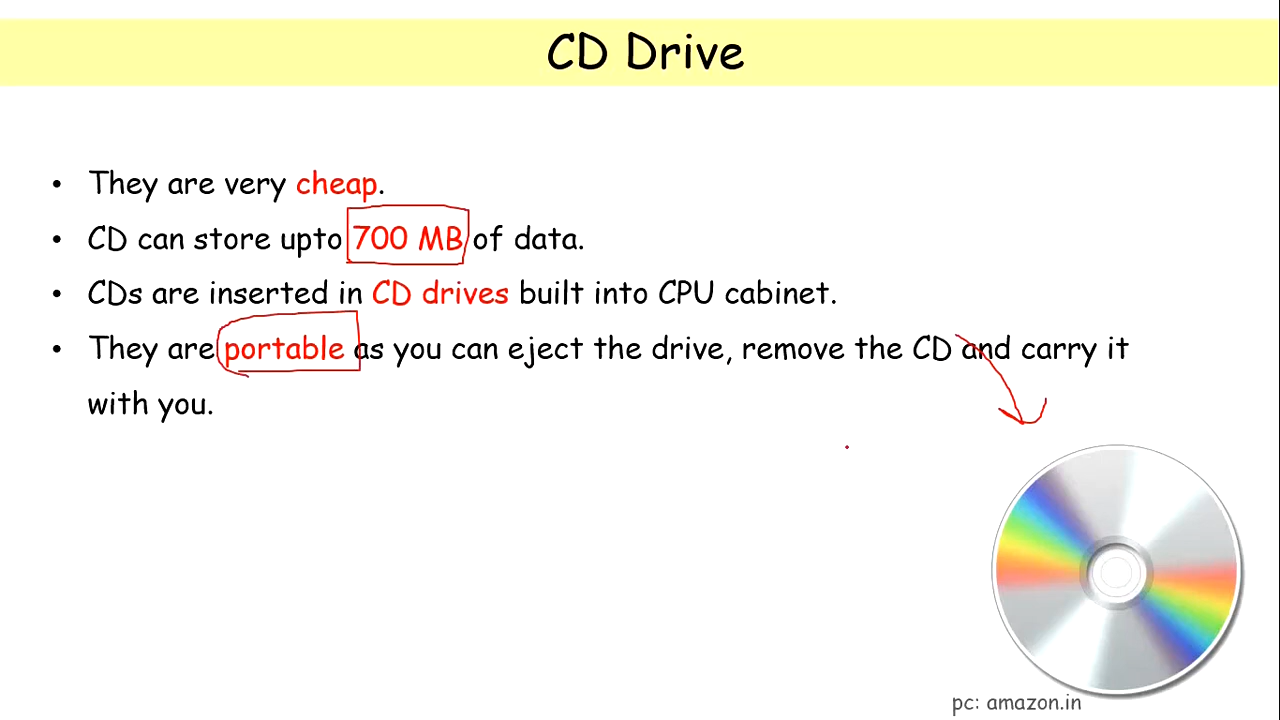 CD Drive
• They are very cheap.
• CD can store upto 700 MB of data.
• CDs are inserted in CD drives built into CPU cabinet.
• They are portable as you can eject the drive, remove the CD and carry it
with you.
pc: amazon.in